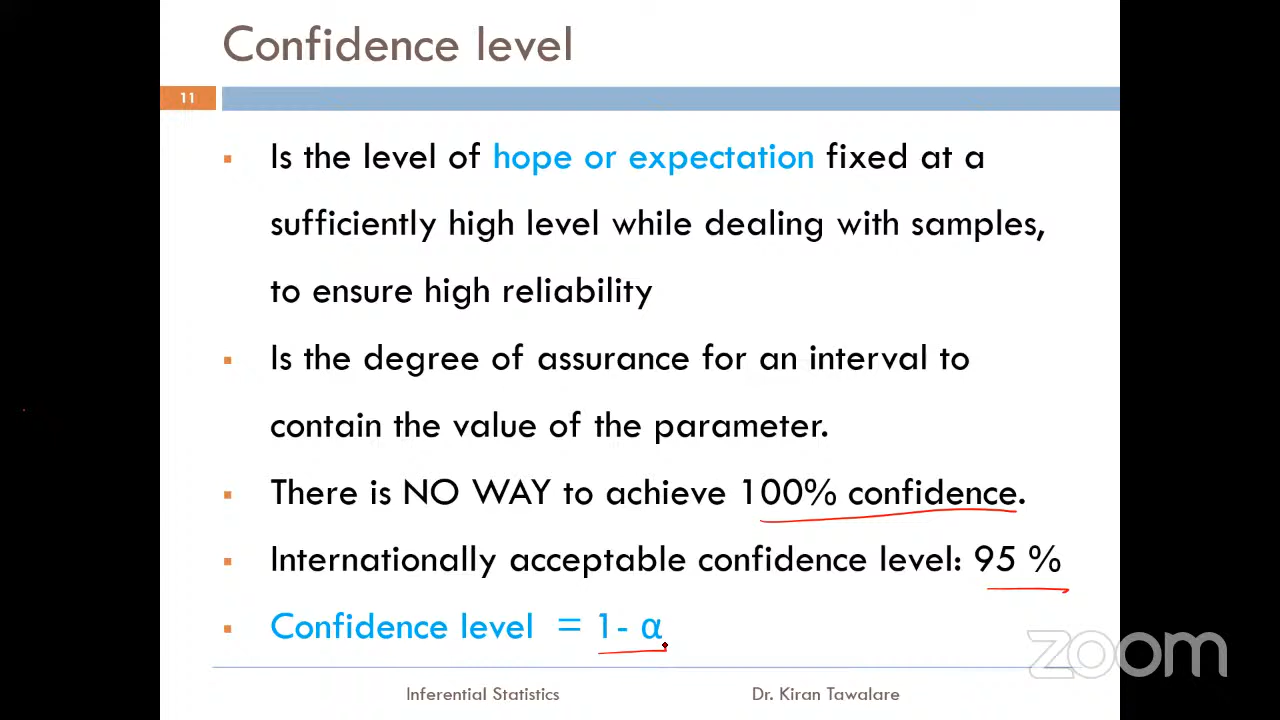 Confidence level
11
▪ Is the level of hope or expectation fixed at a
sufficiently high level while dealing with samples,
to ensure high reliability
▪ Is the degree of assurance for an interval to
contain the value of the parameter.
▪ There is NO WAY to achieve 100% confidence.
▪ Internationally acceptable confidence level: 95 %
▪ Confidence level = 1- α
zoom
Inferential Statistics
Dr. Kiran Tawalare